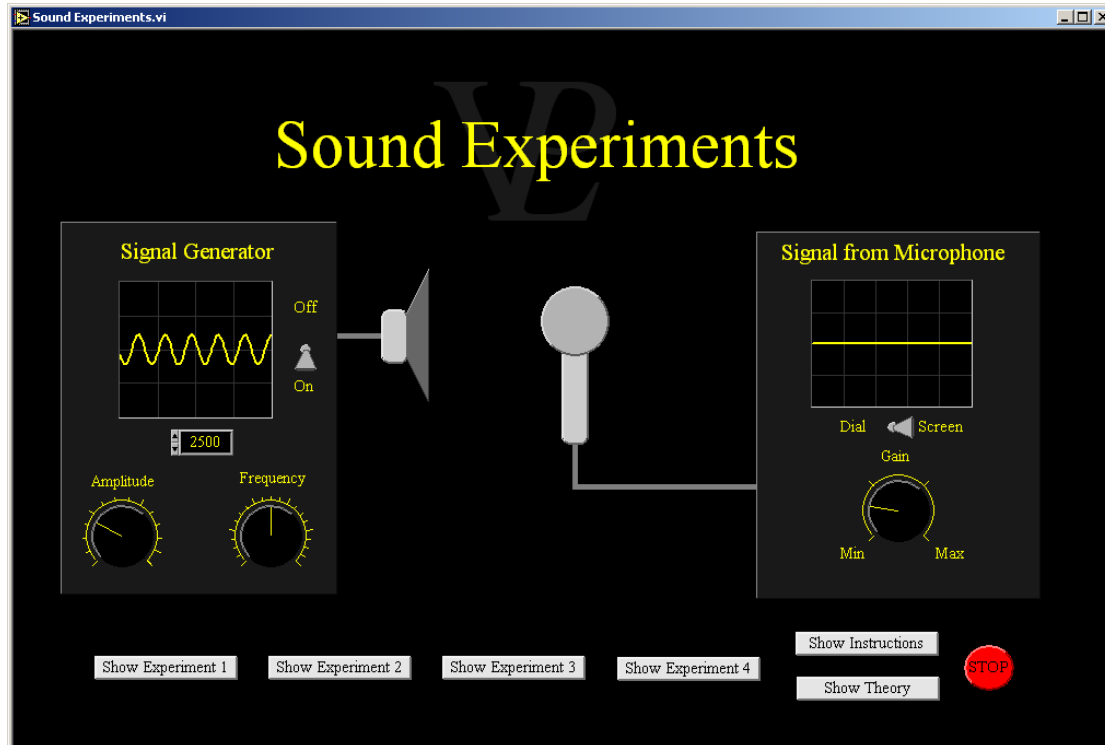 Sound Experiments.vi
VPL
Sound Experiments
Signal Generator
Off
On
2500
Amplitude
Frequency
Signal from Microphone
Dial
Screen
Gain
Min
Max
Show Experiment 1
Show Experiment 2
Show Experiment 3
Show Experiment 4
Show Instructions
Show Theory
STOP